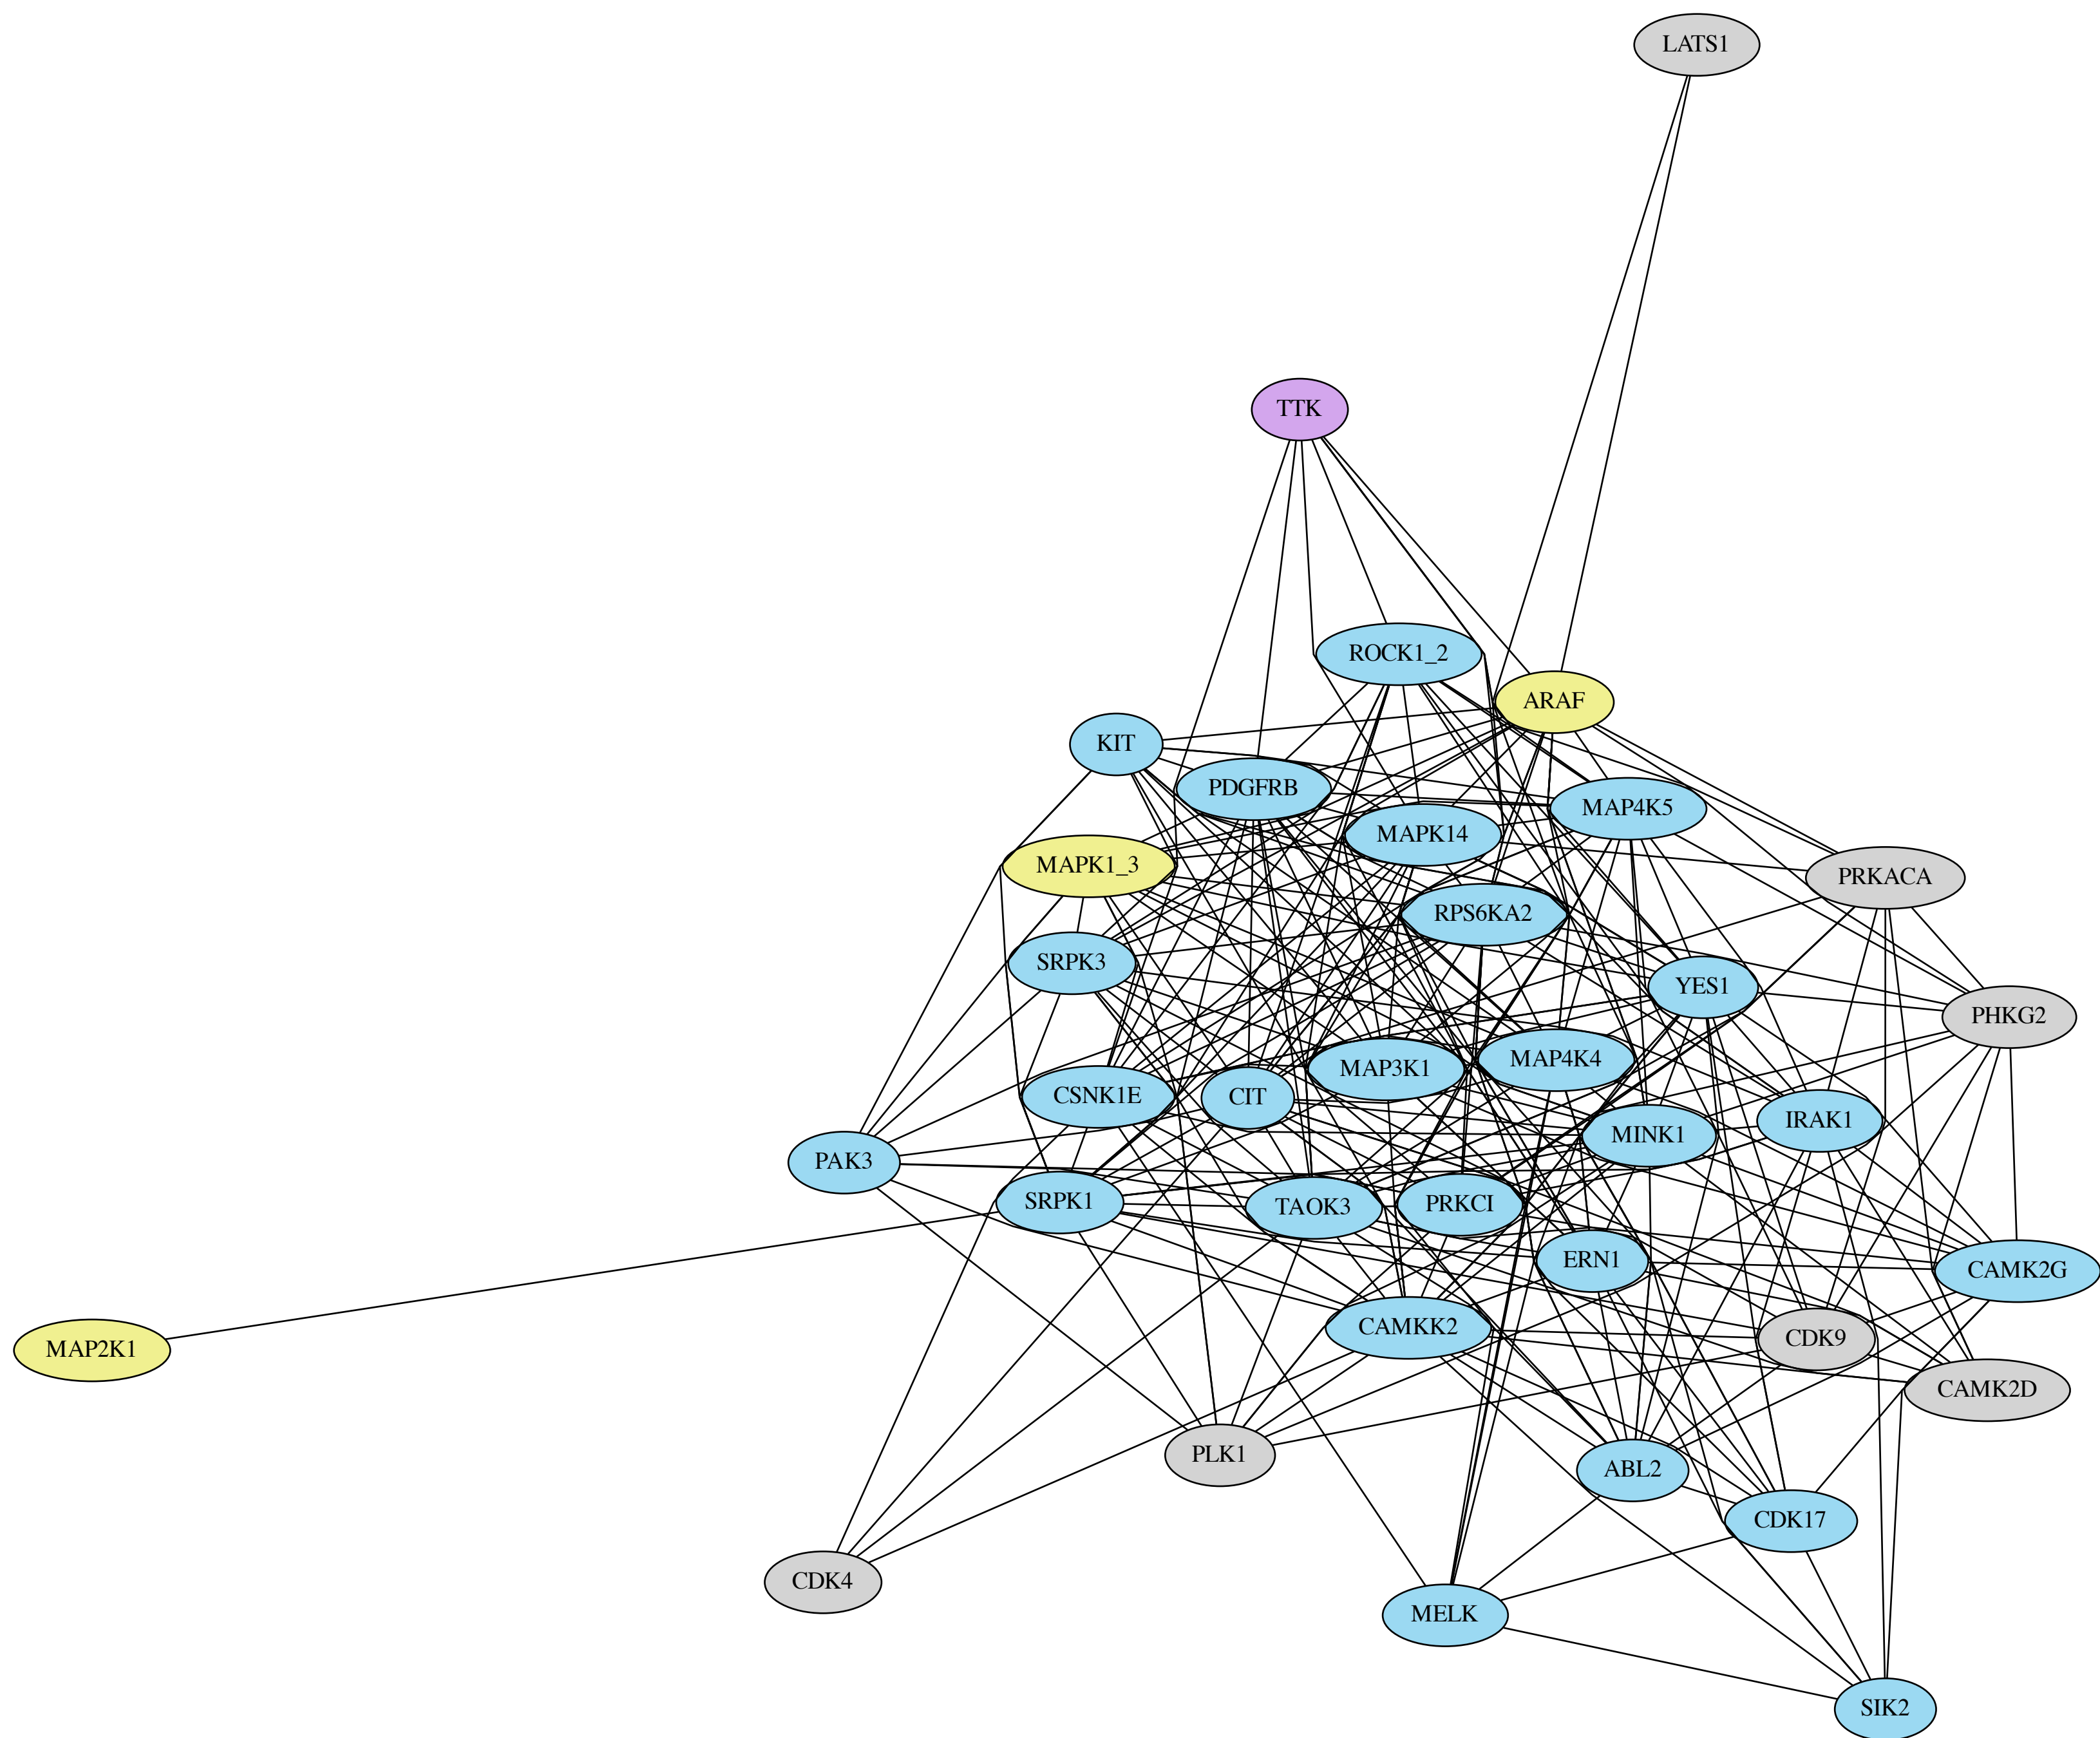 LATS1
TTK
ROCK1_2
ARAF
KIT
PDGFRB
MAP4K5
MAPK14
MAPK1_3
PRKACA
RPS6KA2
SRPK3
YES1
PHKG2
MAP3K1
MAP4K4
CSNK1E
CIT
IRAK1
MINK1
PAK3
SRPK1
TAOK3
PRKCI
ERN1
CAMK2G
CAMKK2
CDK9
MAP2K1
CAMK2D
PLK1
ABL2
CDK17
CDK4
MELK
SIK2